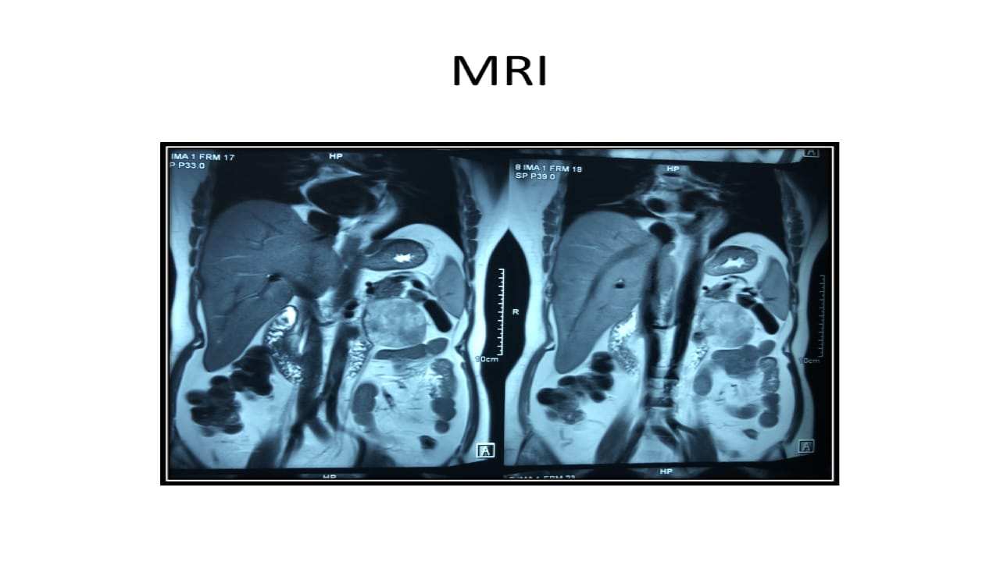 MRI
IMA 1 FRM 17
P P33.0
HP
A
8 IMA 1 FRM 18
SP P39 0
HP
R
10cm
10cm
A
A
HP
HP